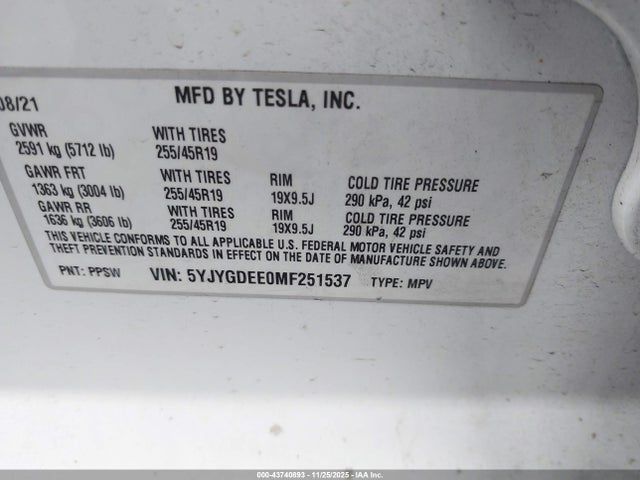 08/21 MFD BY TESLA, INC.
GVWR WITH TIRES
2591 kg (5712 lb) 255/45R19
GAWR FRT WITH TIRES RIM COLD TIRE PRESSURE
1363 kg (3004 lb) 255/45R19 19X9.5J 290 kPa, 42 psi
GAWR RR WITH TIRES RIM COLD TIRE PRESSURE
1636 kg (3606 lb) 255/45R19 19X9.5J 290 kPa, 42 psi
THIS VEHICLE CONFORMS TO ALL APPLICABLE U.S. FEDERAL MOTOR VEHICLE SAFETY AND
THEFT PREVENTION STANDARDS IN EFFECT ON THE DATE OF MANUFACTURE SHOWN ABOVE.
PNT: PPSW VIN: 5YJYGDEE0MF251537 TYPE: MPV
000-43740893 - 11/25/2025 - IAA Inc.